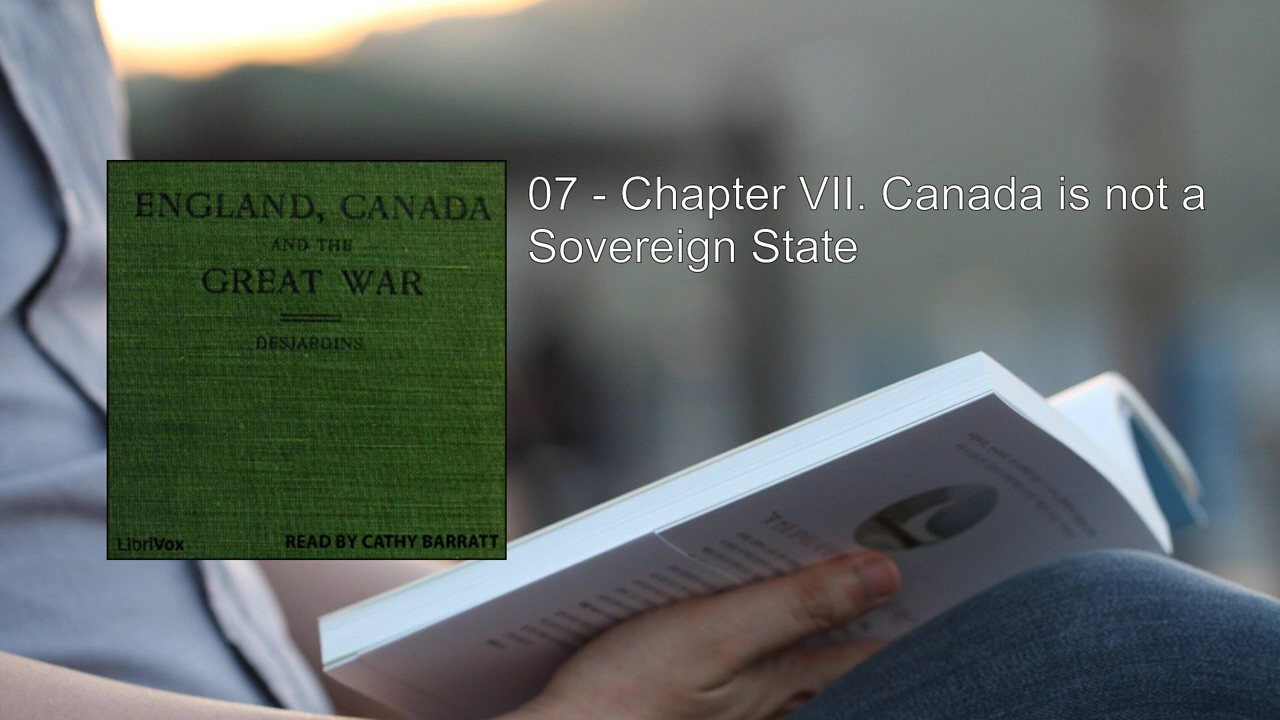 ENGLAND, CANADA
AND THE
GREAT WAR
DESJARDINS
LibriVox
READ BY CATHY BARRATT
07 - Chapter VII. Canada is not a
Sovereign State